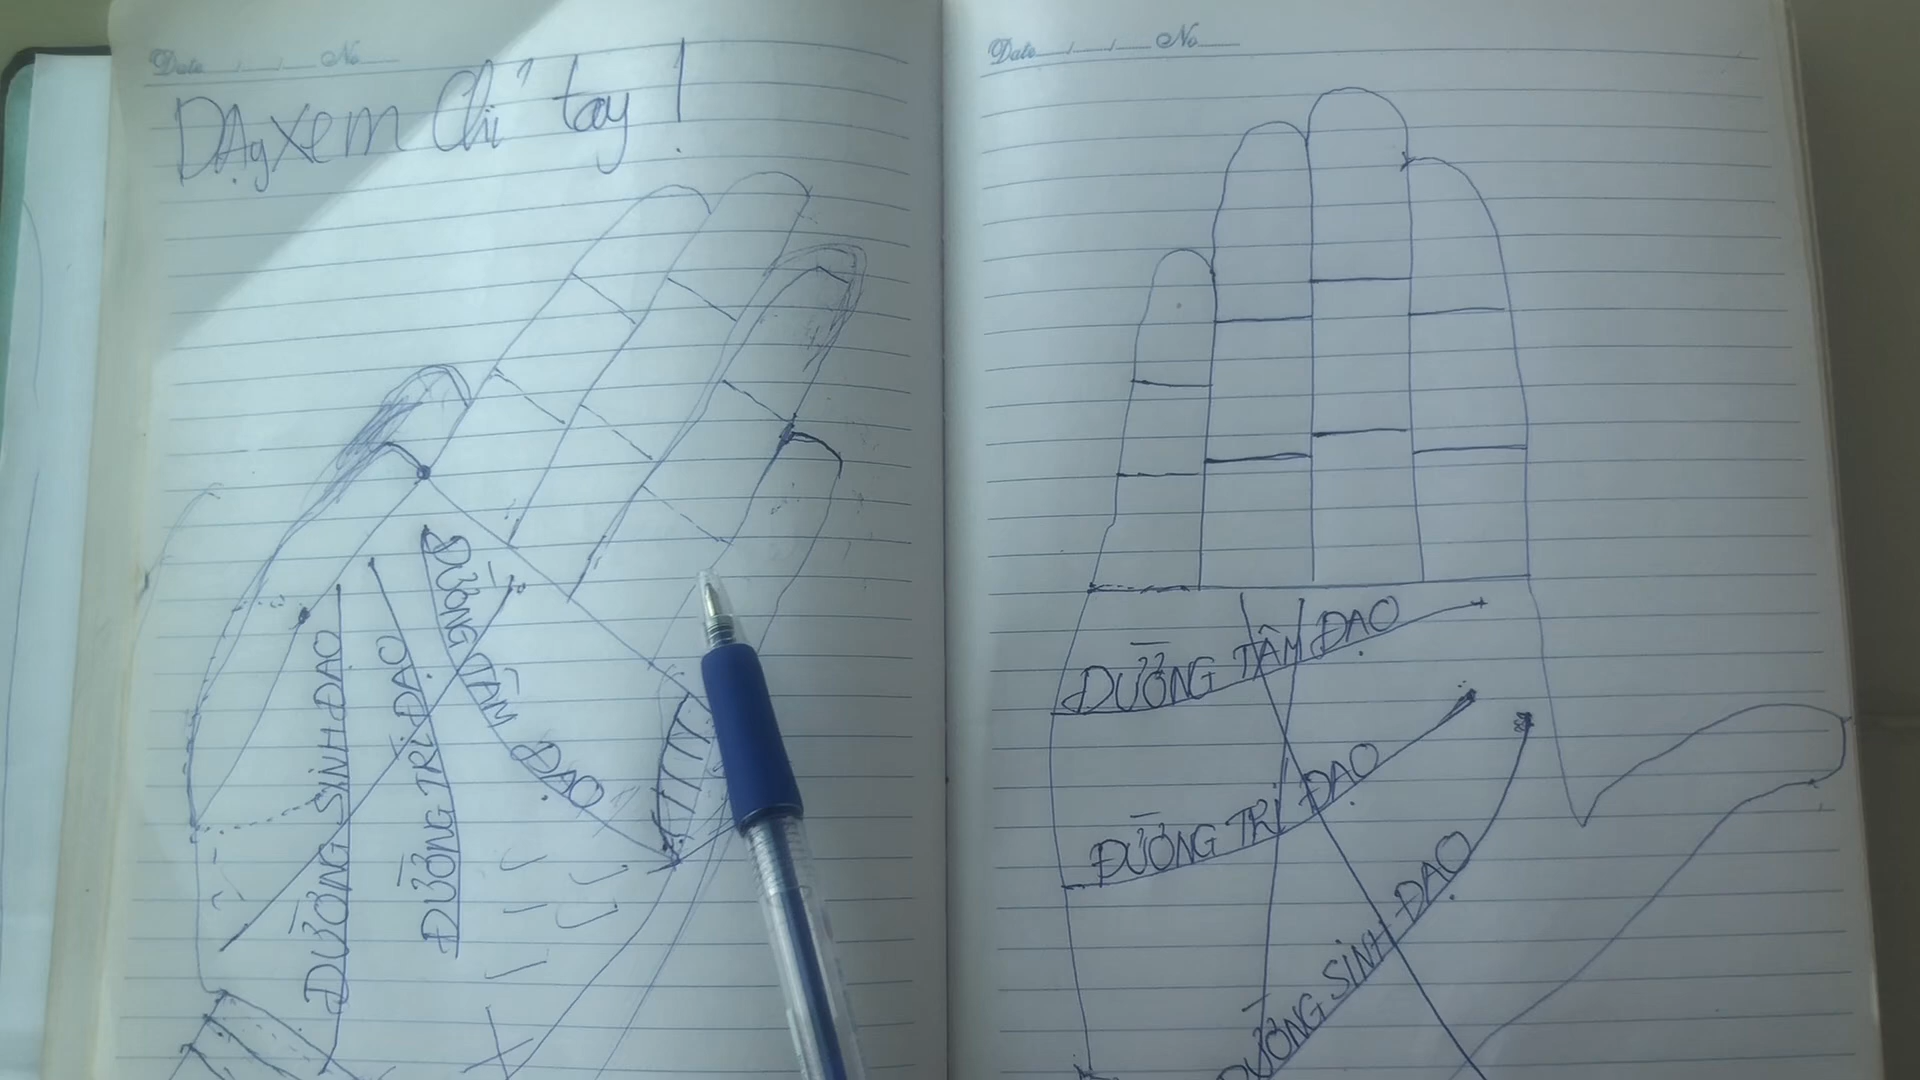 Date / / No
DẠy Xem Chỉ tay !
ĐƯỜNG SINH ĐẠO
ĐƯỜNG TRÍ ĐẠO
ĐƯỜNG TÂM ĐẠO
Date / / No
ĐƯỜNG TÂM ĐẠO
ĐƯỜNG TRÍ ĐẠO
ĐƯỜNG SINH ĐẠO